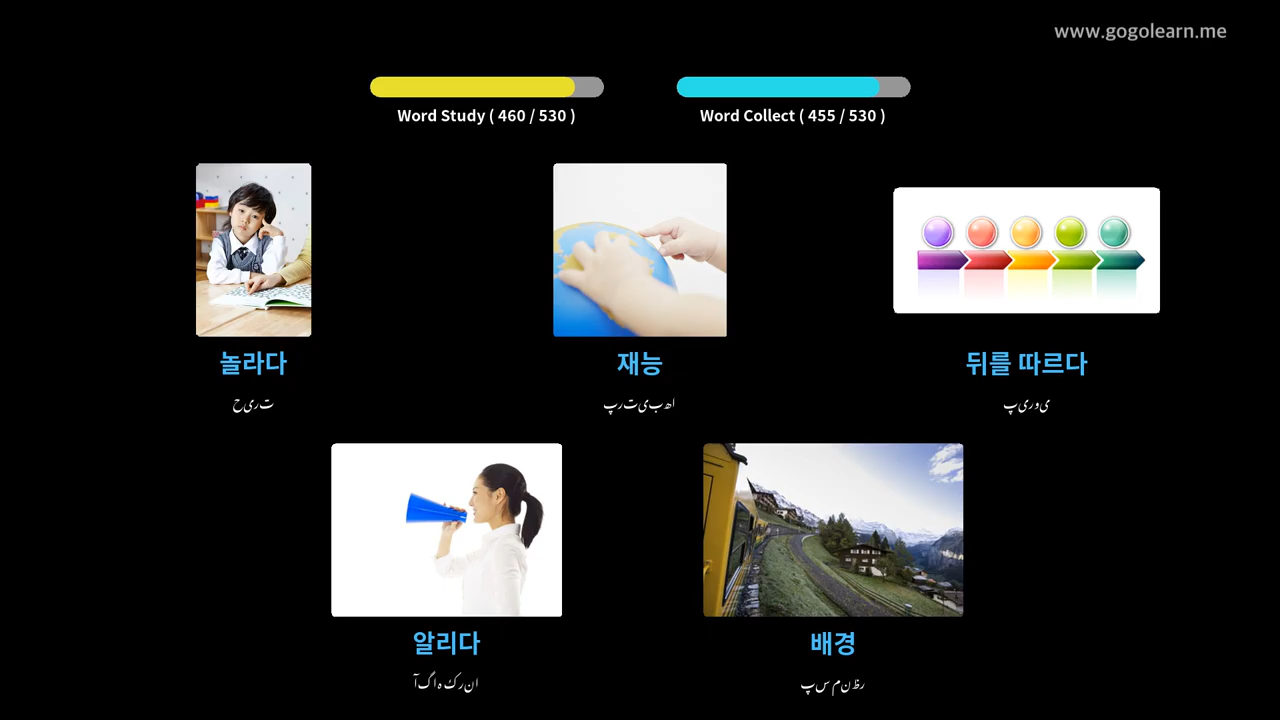 www.gogolearn.me
Word Study ( 460 / 530 )
Word Collect ( 455 / 530 )
놀라다
재능
뒤를 따르다
حیرت
پرتیبھا
پیروی
알리다
배경
آگاہ کرنا
پس منظر